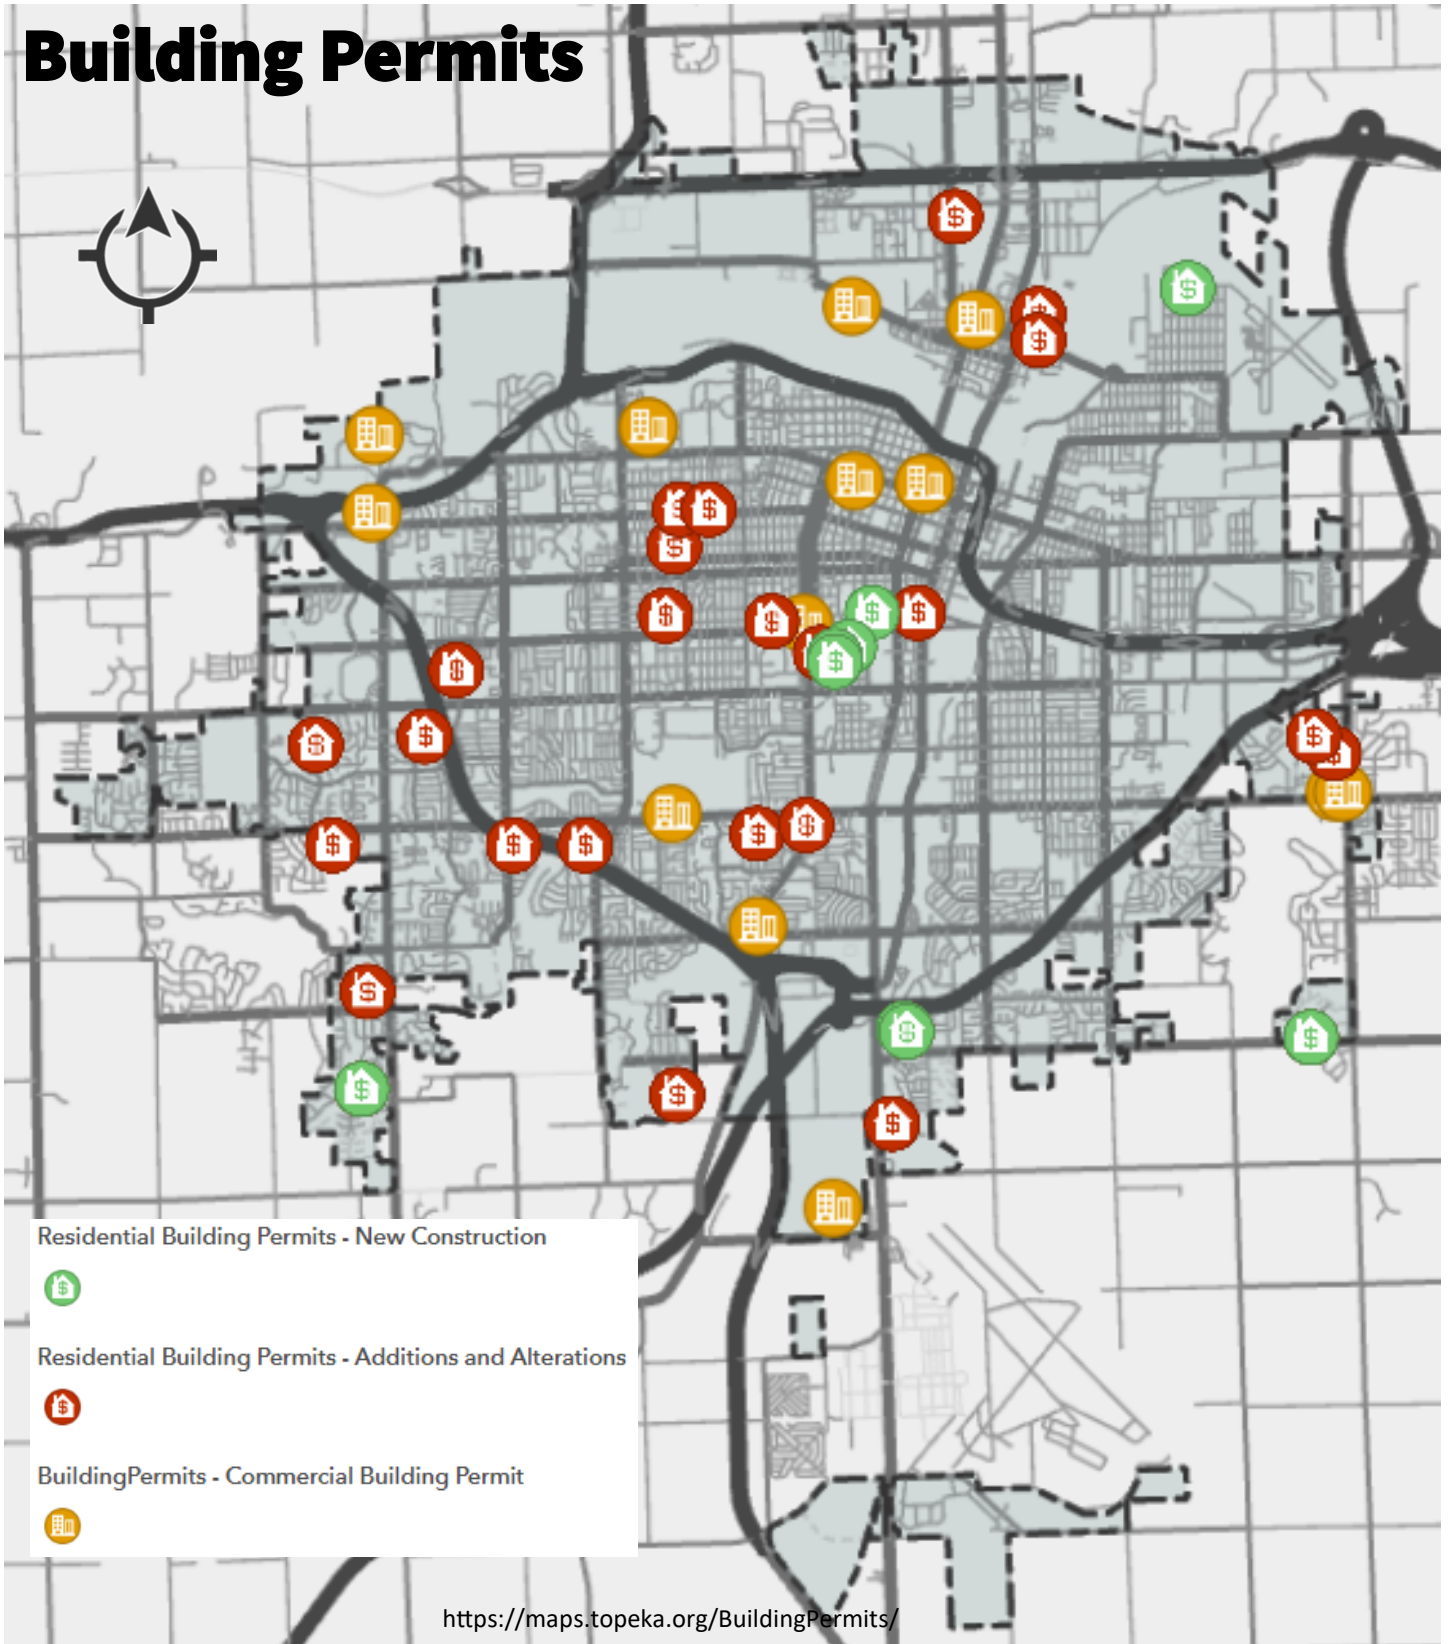 Building Permits
Residential Building Permits - New Construction
Residential Building Permits - Additions and Alterations
BuildingPermits - Commercial Building Permit
https://maps.topeka.org/BuildingPermits/